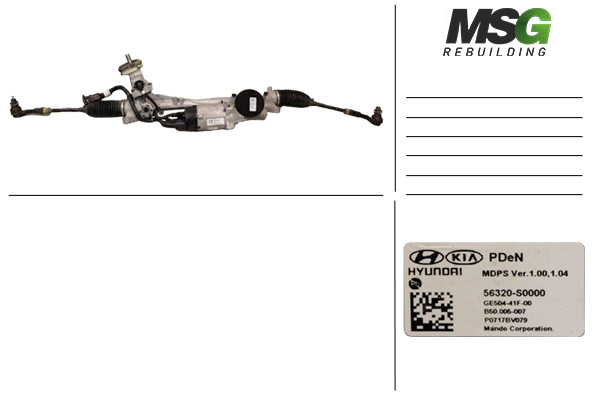 MSG
REBUILDING
HYUNDAI KIA PDeN
MDPS Ver.1.00,1.04
56320-S0000
GE504-41F-00
B50.006-007
P0717BV079
Mando Corporation.